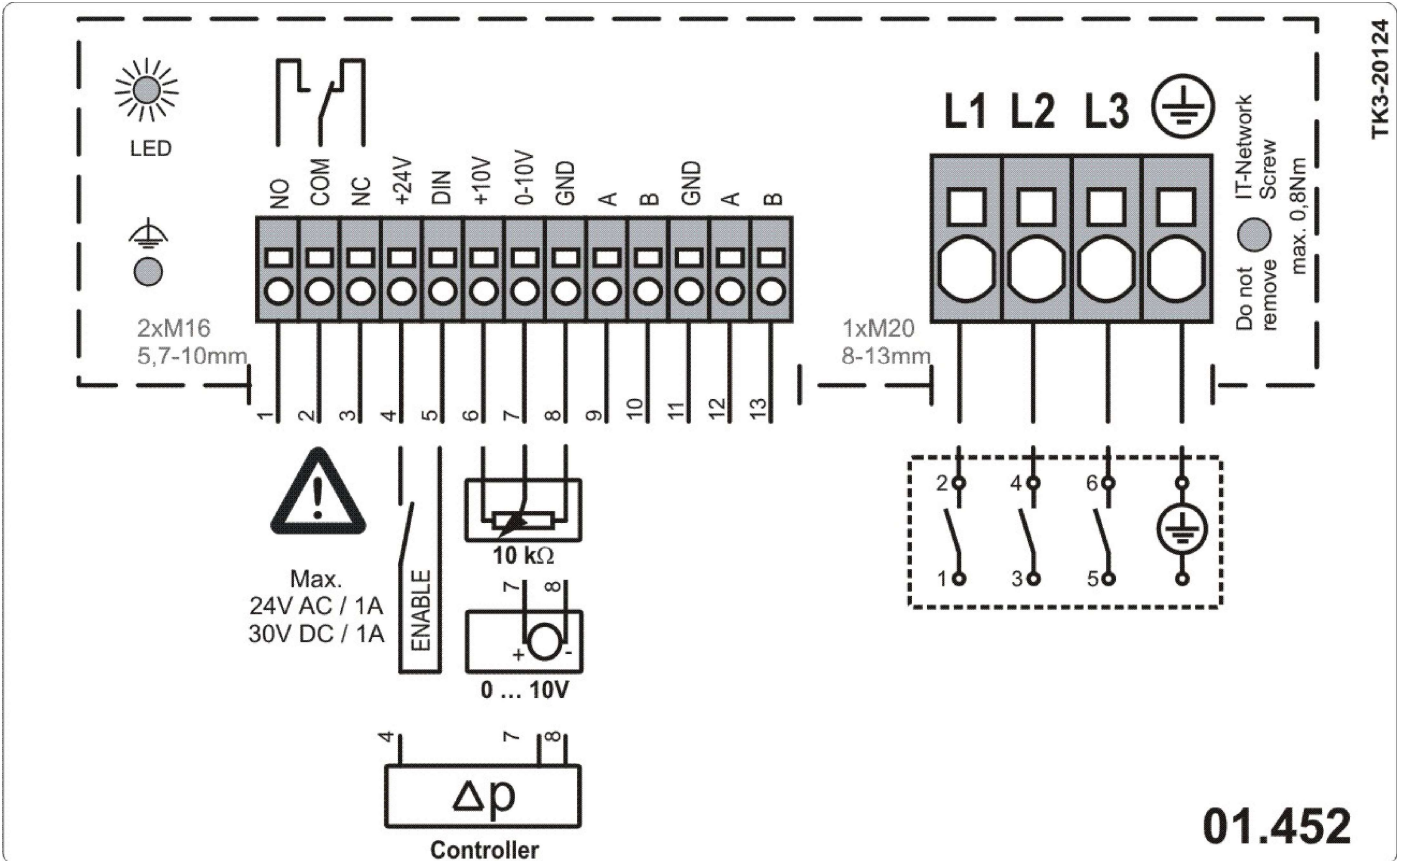 TK3-20124
LED
NO
COM
NC
+24V
DIN
+10V
0-10V
GND
A
B
GND
A
B
L1
L2
L3
IT-Network
Screw
max. 0,8Nm
Do not
remove
2xM16
5,7-10mm
1xM20
8-13mm
1
2
3
4
5
6
7
8
9
10
11
12
13
!
Max.
24V AC / 1A
30V DC / 1A
ENABLE
10 kΩ
7
8
+
-
0 ... 10V
4
7
8
Δp
Controller
2
4
6
1
3
5
01.452